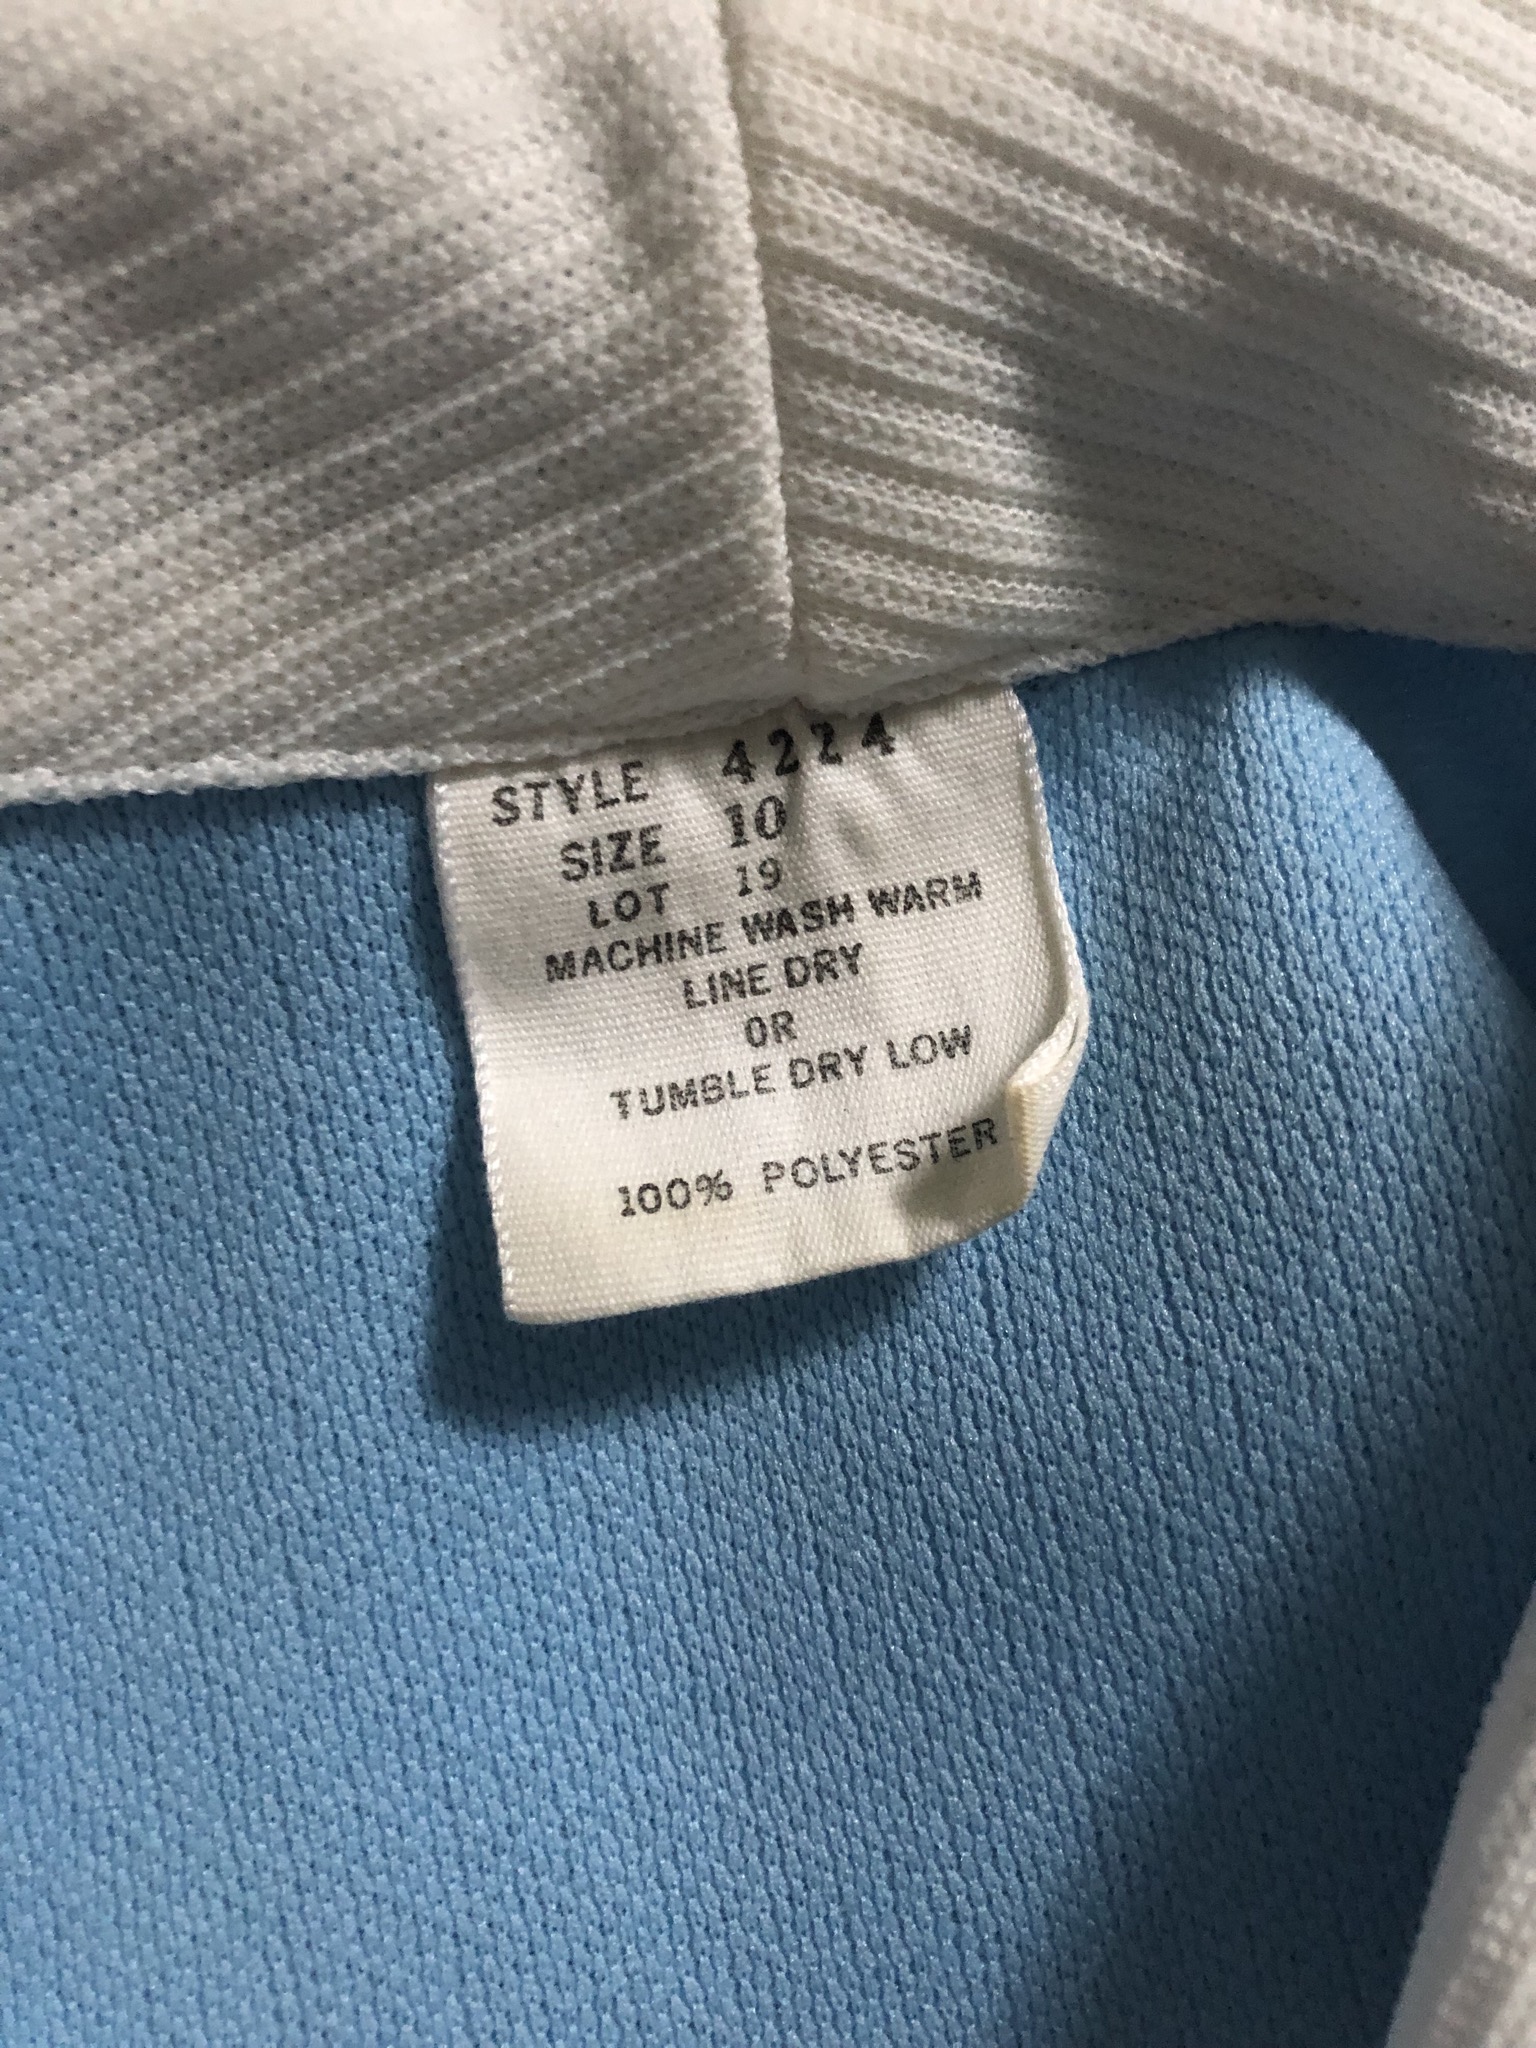 STYLE 4224
SIZE 10
LOT 19
MACHINE WASH WARM
LINE DRY
OR
TUMBLE DRY LOW
100% POLYESTER